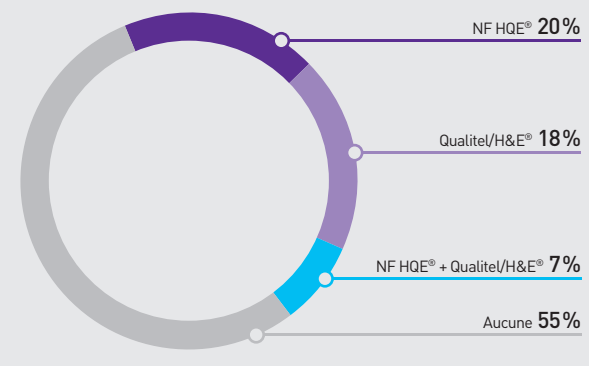 NF HQE® 20%
Qualitel/H&E® 18%
NF HQE® + Qualitel/H&E® 7%
Aucune 55%